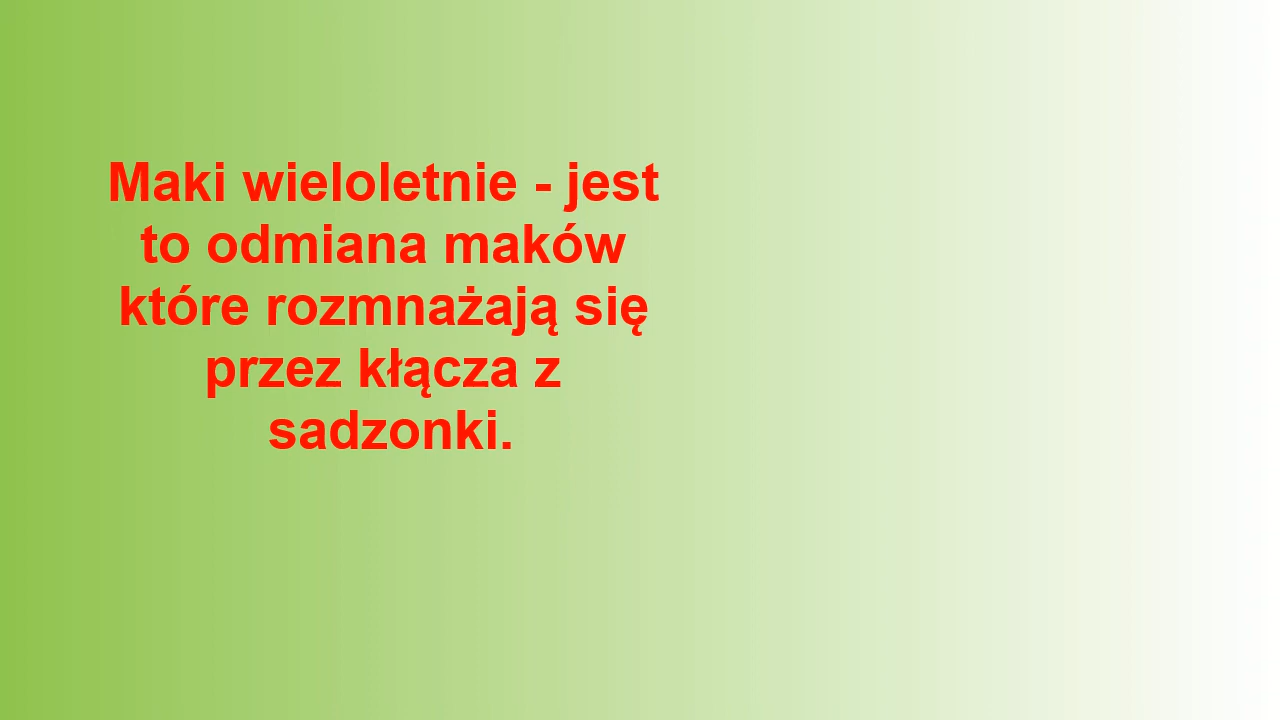 Maki wieloletnie - jest
to odmiana maków
które rozmnażają się
przez kłącza z
sadzonki.